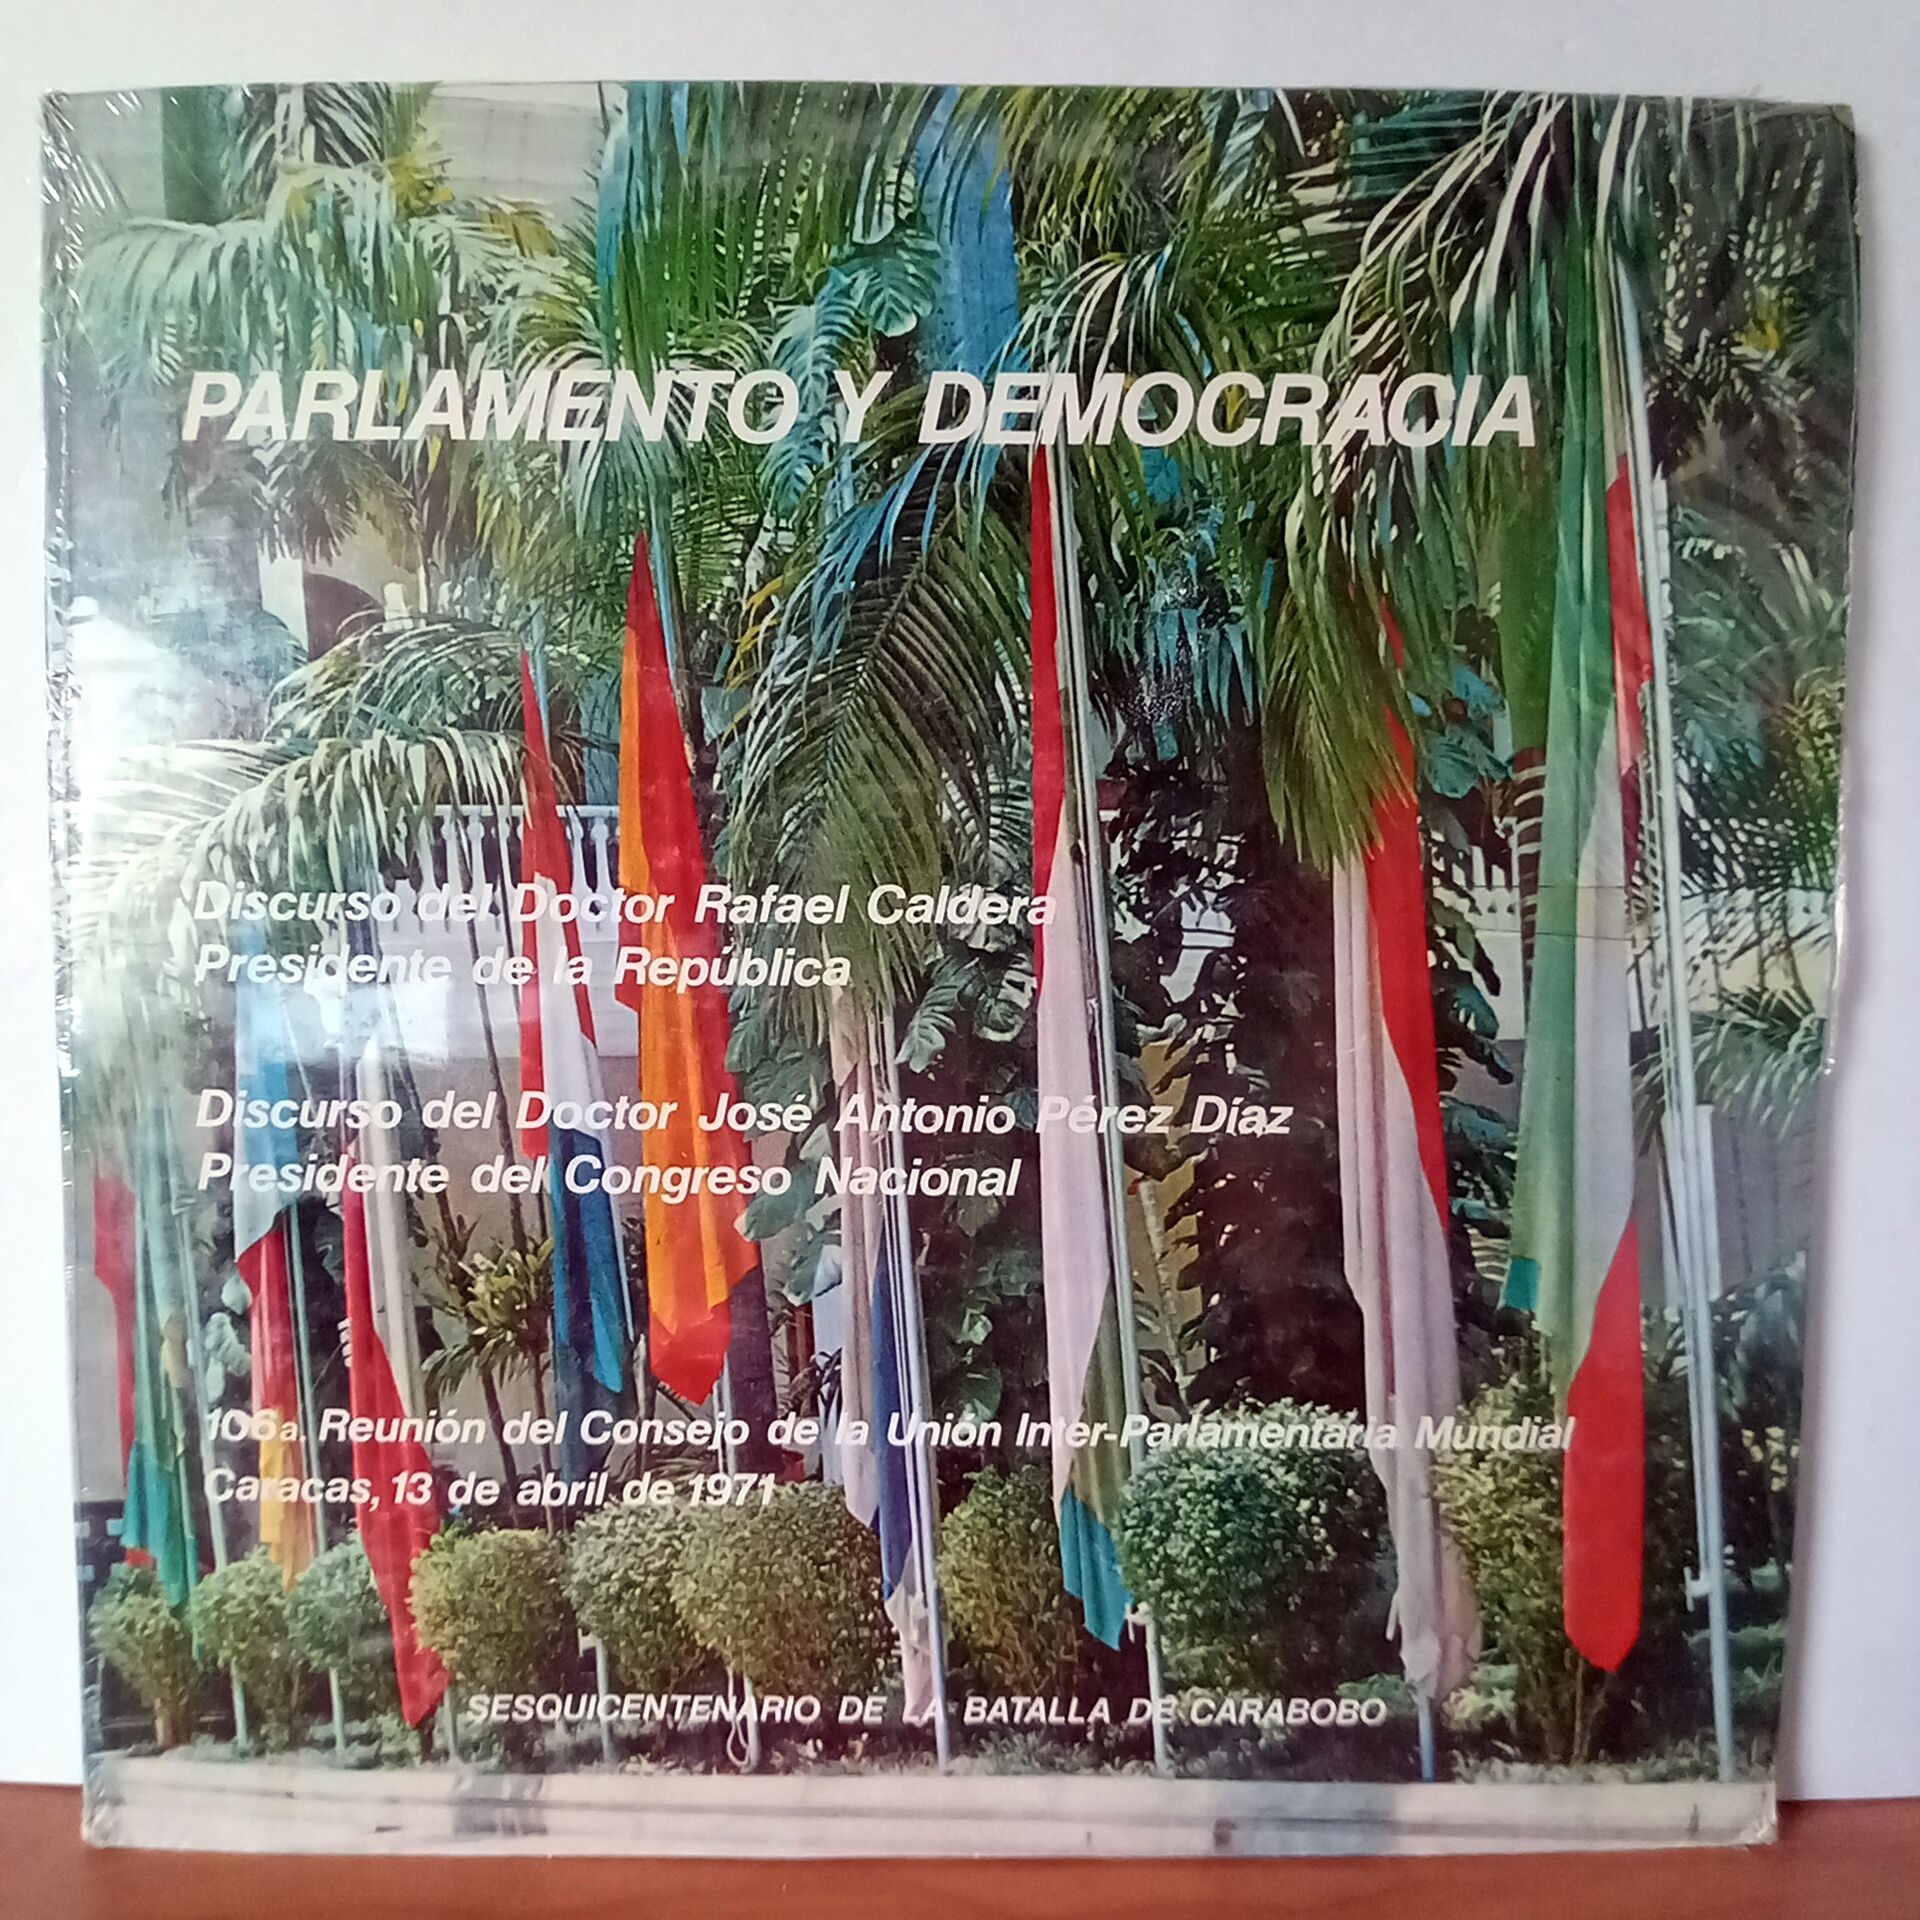 PARLAMENTO Y DEMOCRACIA
Discurso del Doctor Rafael Caldera
Presidente de la República
Discurso del Doctor José Antonio Pérez Díaz
Presidente del Congreso Nacional
106a. Reunión del Consejo de la Unión Inter-Parlamentaria Mundial
Caracas, 13 de abril de 1971
SESQUICENTENARIO DE LA BATALLA DE CARABOBO